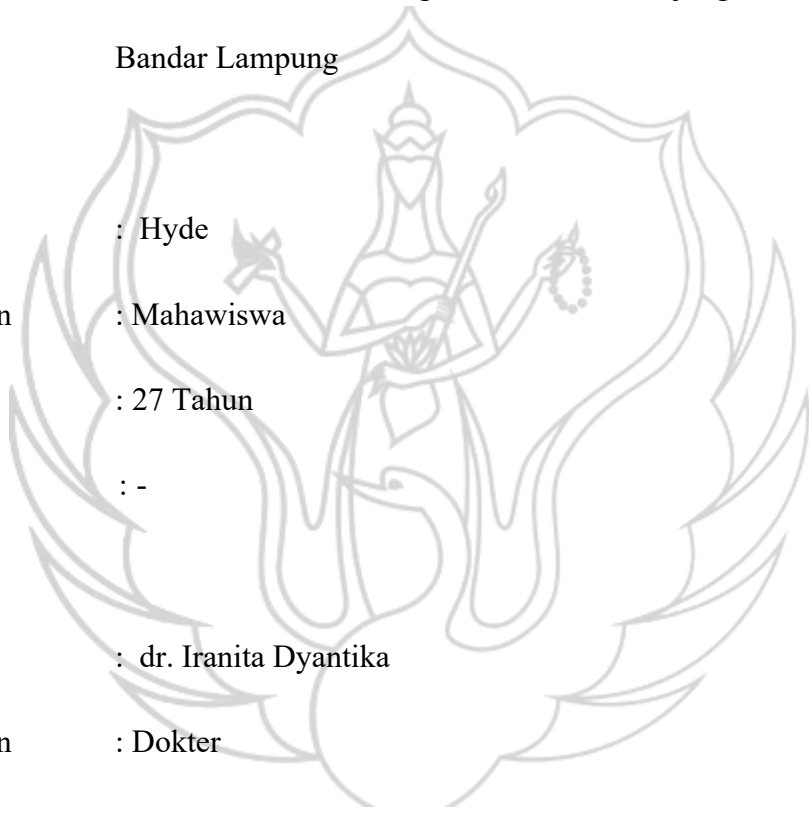 Bandar Lampung
: Hyde
n : Mahawiswa
: 27 Tahun
: -
: dr. Iranita Dyantika
n : Dokter